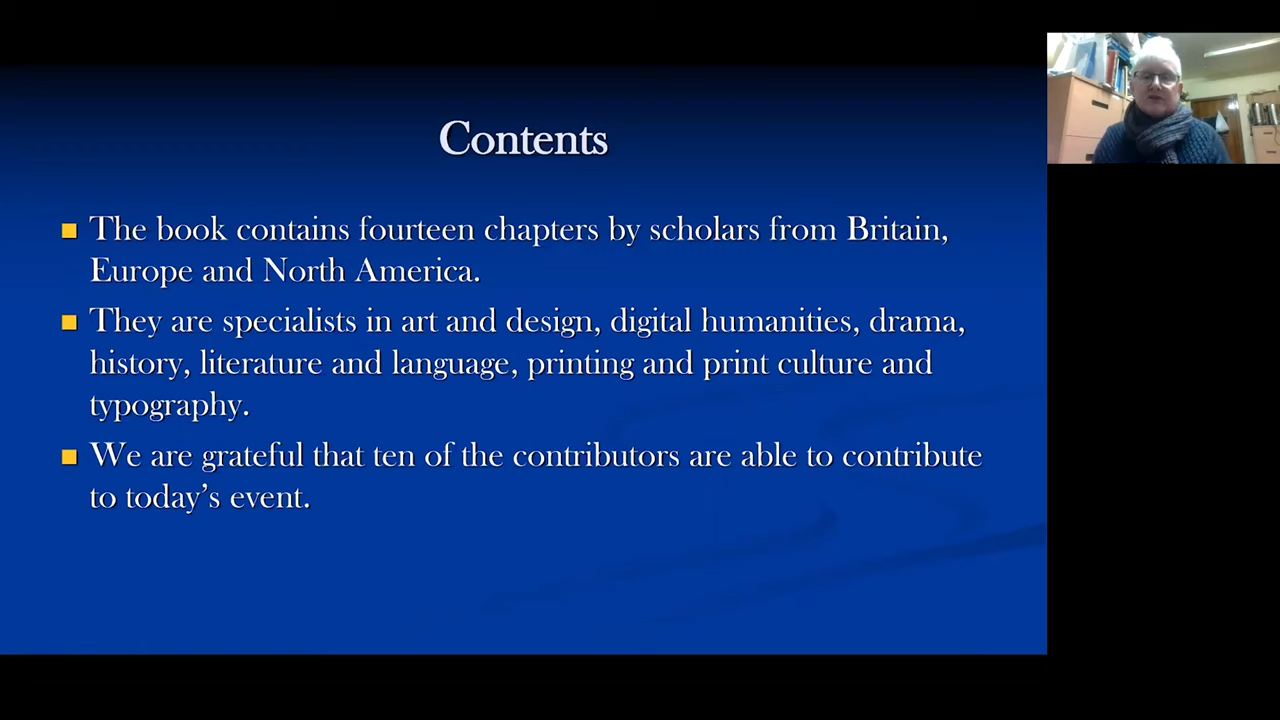 Contents
The book contains fourteen chapters by scholars from Britain,
Europe and North America.
They are specialists in art and design, digital humanities, drama,
history, literature and language, printing and print culture and
typography.
We are grateful that ten of the contributors are able to contribute
to today's event.